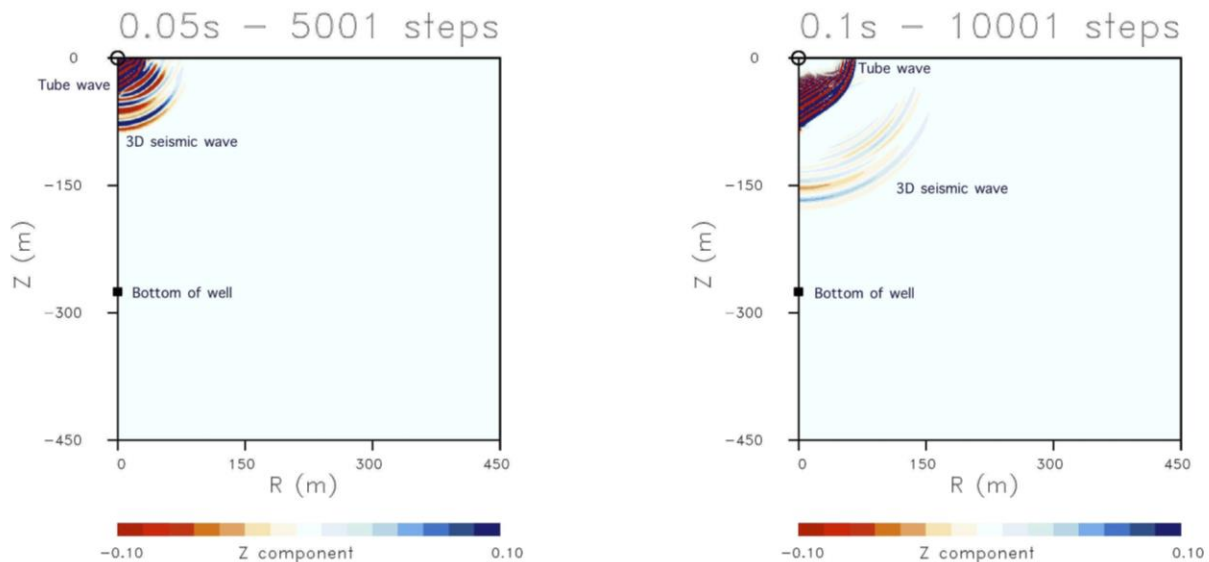 0.05s – 5001 steps
0
Tube wave
3D seismic wave
−150
Z (m)
Bottom of well
−300
−450
0 150 300 450
R (m)
−0.10 Z component 0.10
0.1s – 10001 steps
0
Tube wave
−150
3D seismic wave
Z (m)
Bottom of well
−300
−450
0 150 300 450
R (m)
−0.10 Z component 0.10